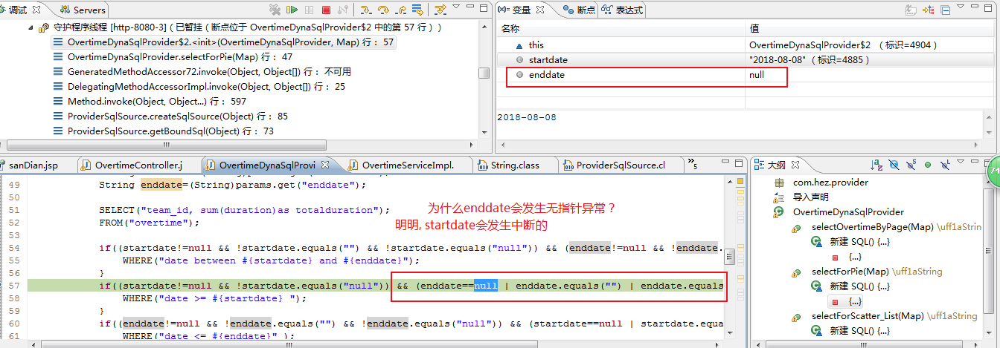 调试
Servers
守护程序线程 [http-8080-3]（已暂挂（断点位于 OvertimeDynaSqlProvider$2 中的第 57 行））
OvertimeDynaSqlProvider$2.<init>(OvertimeDynaSqlProvider, Map) 行： 57
OvertimeDynaSqlProvider.selectForPie(Map) 行： 47
GeneratedMethodAccessor72.invoke(Object, Object[]) 行： 不可用
DelegatingMethodAccessorImpl.invoke(Object, Object[]) 行： 25
Method.invoke(Object, Object...) 行： 597
ProviderSqlSource.createSqlSource(Object) 行： 85
ProviderSqlSource.getBoundSql(Object) 行： 73
(x)= 变量
断点
表达式
名称 值
this OvertimeDynaSqlProvider$2 （标识=4904）
startdate "2018-08-08"（标识=4885）
enddate null
2018-08-08
sanDian.jsp
OvertimeController.j
OvertimeDynaSqlProvi
OvertimeServiceImpl.
String.class
ProviderSqlSource.cl
»5
49 String enddate=(String)params.get("enddate");
50
51 SELECT("team_id, sum(duration)as totalduration");
52 FROM("overtime");
53
54 if((startdate!=null && !startdate.equals("") && !startdate.equals("null")) && (enddate!=null && !enddate.
55 WHERE("date between #{startdate} and #{enddate}");
56 }
57 if((startdate!=null && !startdate.equals("null")) && (enddate==null | enddate.equals("") | enddate.equals
58 WHERE("date >= #{startdate} ");
59 }
60 if((enddate!=null && !enddate.equals("") && !enddate.equals("null")) && (startdate==null | startdate.equa
61 WHERE("date <= #{enddate}" );
为什么enddate会发生无指针异常？
明明, startdate会发生中断的
大纲
com.hez.provider
导入声明
OvertimeDynaSqlProvider
selectOvertimeByPage(Map) \uff1aString
新建 SQL() {...}
{...}
selectForPie(Map) \uff1aString
新建 SQL() {...}
{...}
selectForScatter_List(Map) \uff1aString
新建 SQL() {...}
74